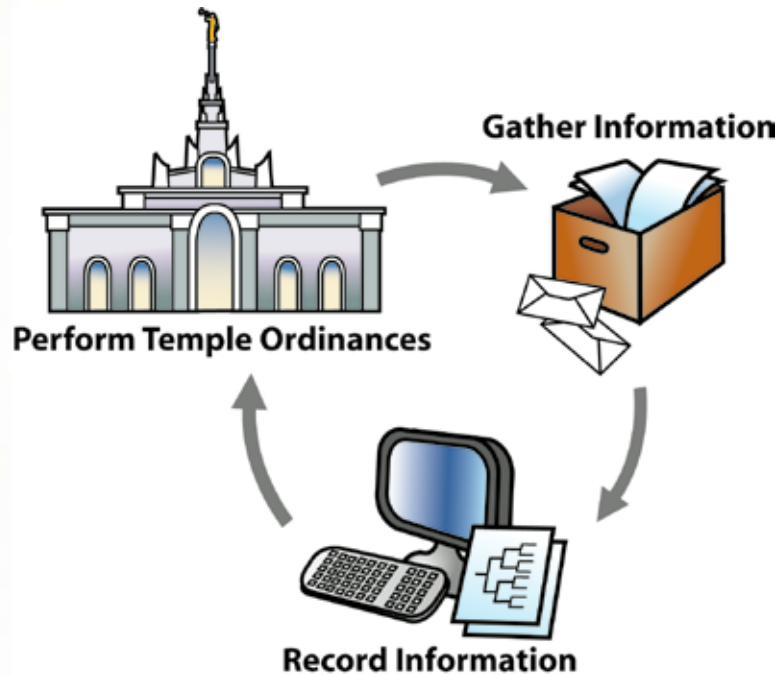 Gather Information
Perform Temple Ordinances
Record Information